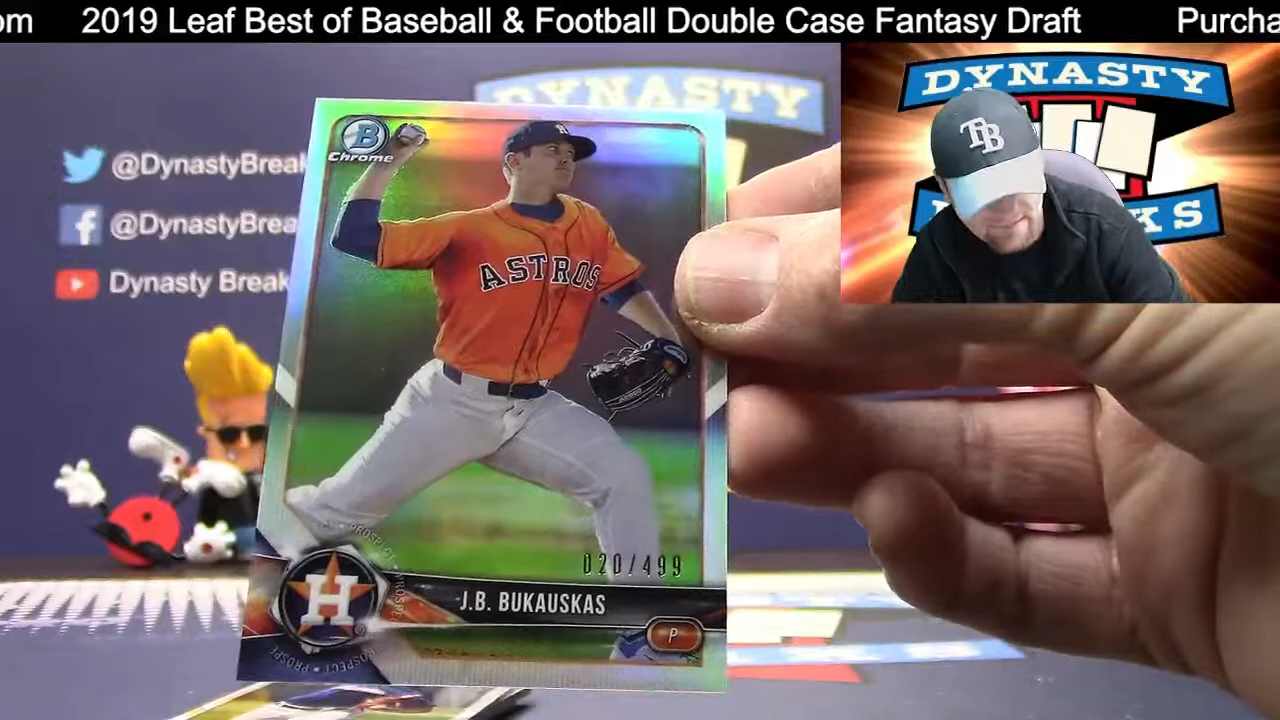 om 2019 Leaf Best of Baseball & Football Double Case Fantasy Draft Purcha
DYNASTY
DYNASTY
KS
TB
@DynastyBreak
@DynastyBrea
Dynasty Break
B
Chrome
H
ASTROS
020/499
J.B. BUKAUSKAS
P
H
PROSPECT